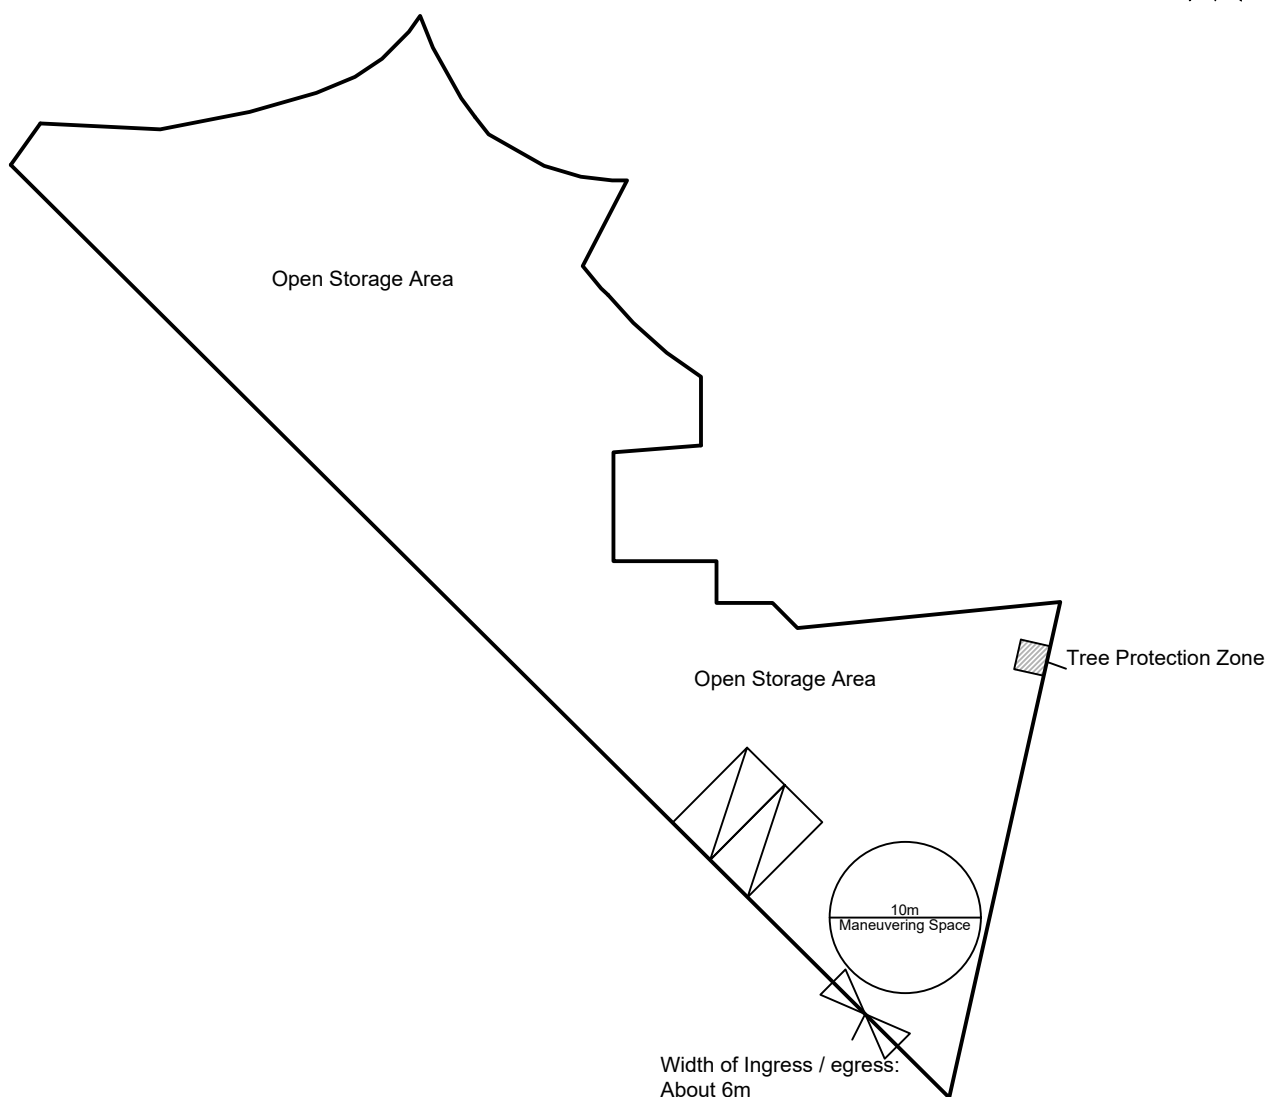 Open Storage Area
Tree Protection Zone
Open Storage Area
10m
Maneuvering Space
Width of Ingress / egress:
About 6m